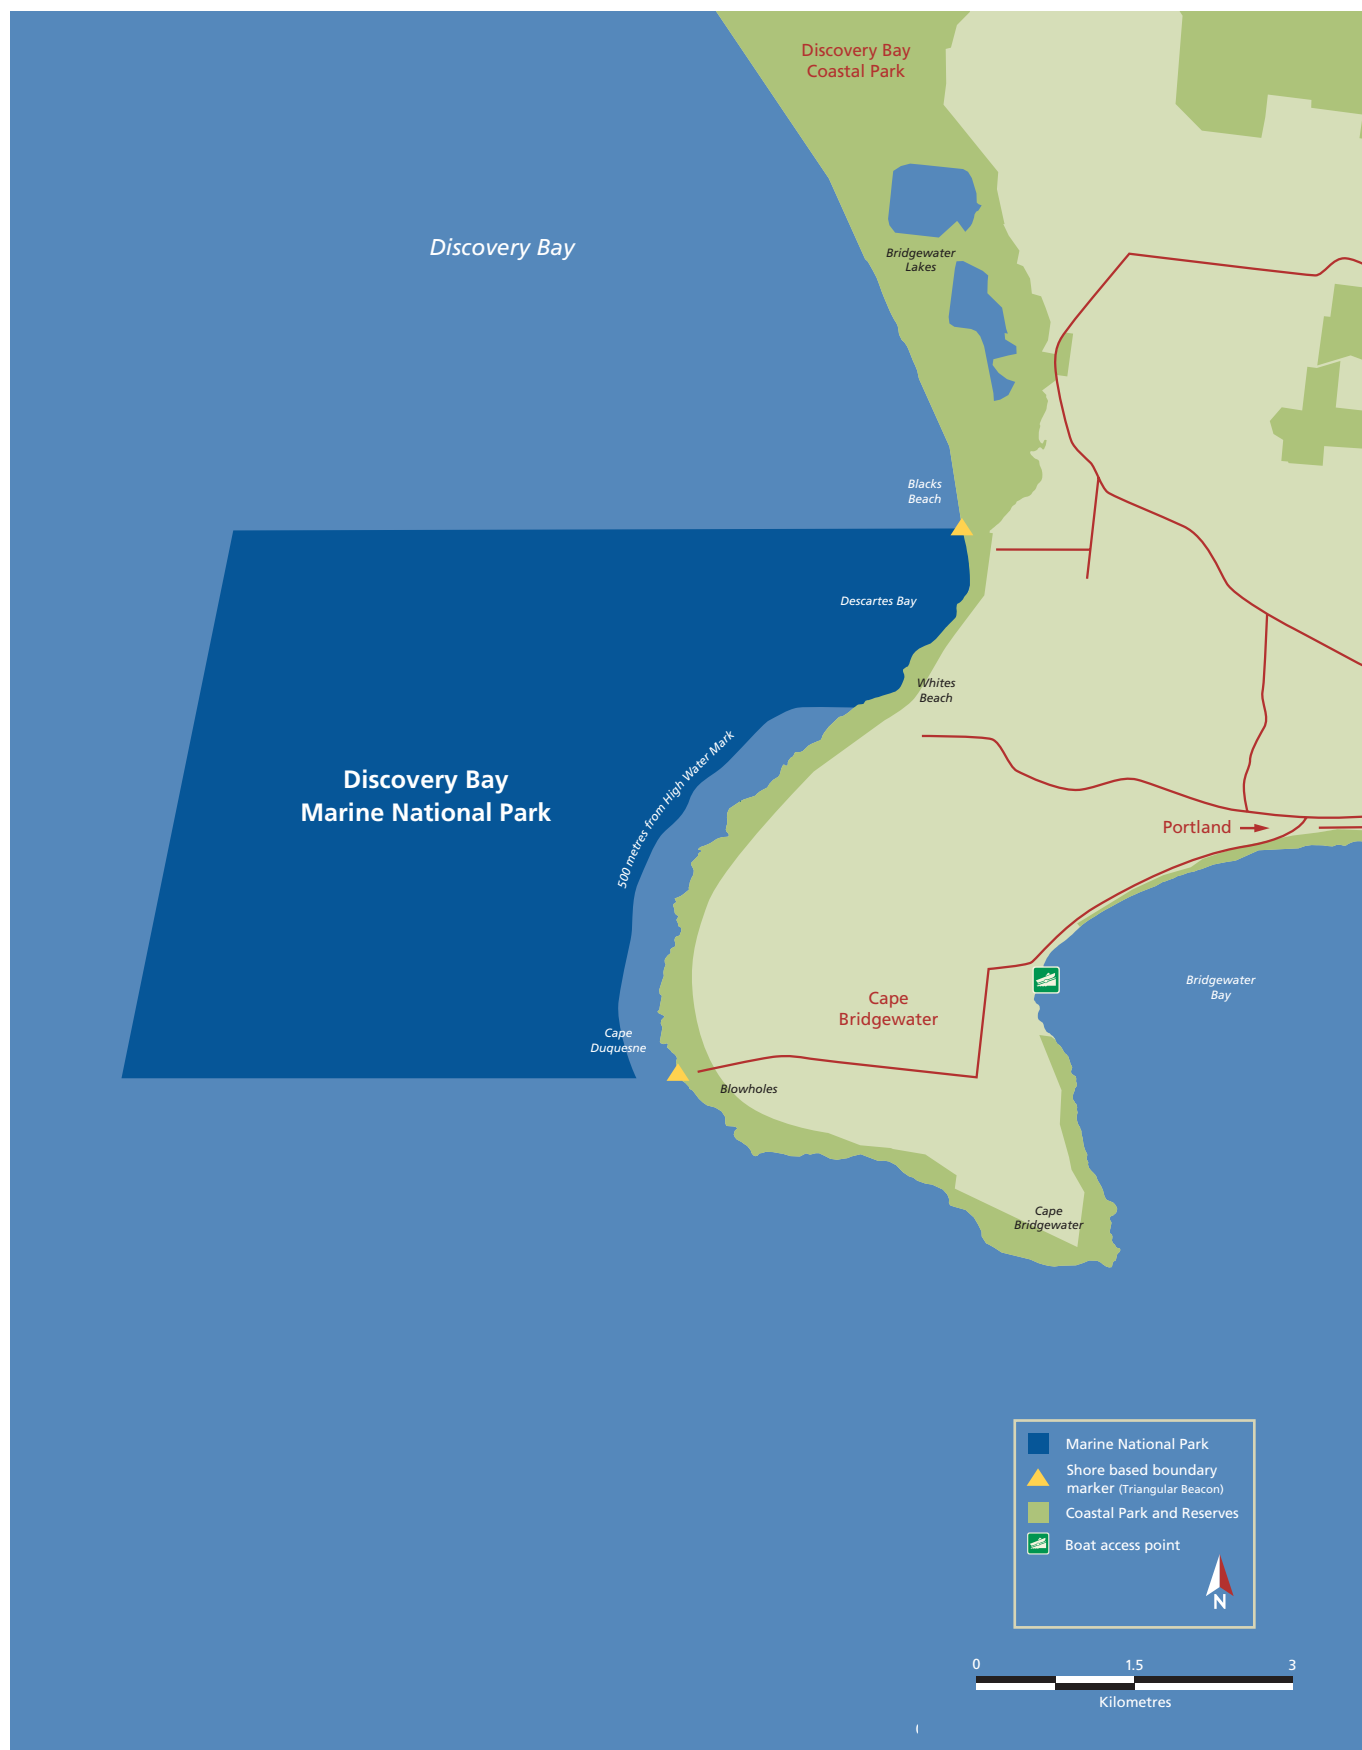 Discovery Bay
Coastal Park
Discovery Bay
Bridgewater
Lakes
Blacks
Beach
Descartes Bay
Whites
Beach
500 metres from High Water Mark
Discovery Bay
Marine National Park
Portland
Bridgewater
Bay
Cape
Bridgewater
Cape
Duquesne
Blowholes
Cape
Bridgewater
Marine National Park
Shore based boundary
marker (Triangular Beacon)
Coastal Park and Reserves
Boat access point
N
0 1.5 3
Kilometres